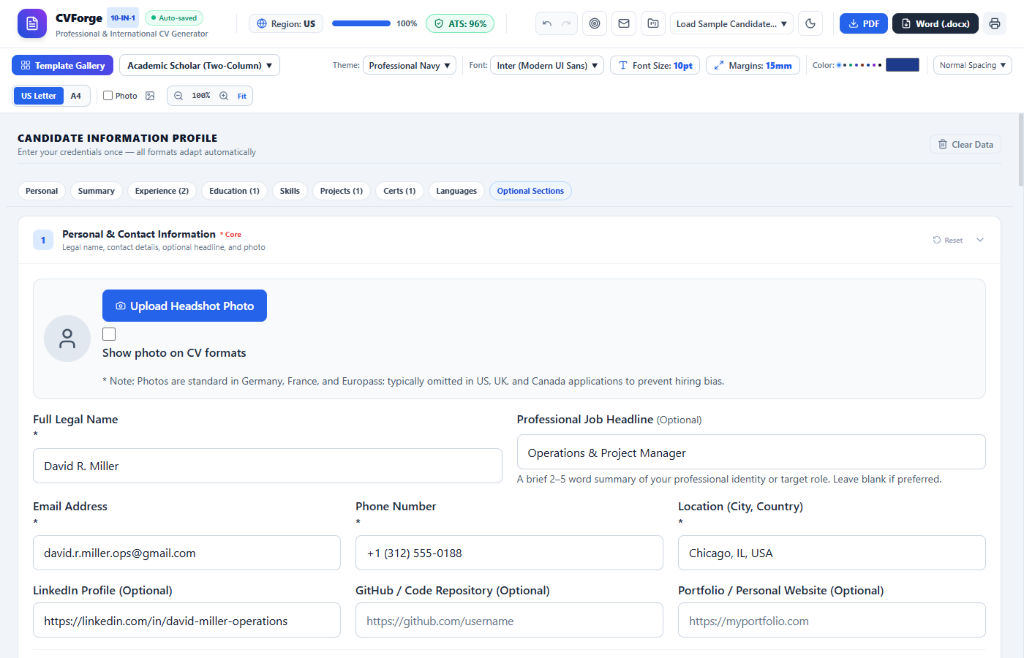 CVForge 10-IN-1 Auto-saved
Professional & International CV Generator
Region: US 100% ATS: 96% Load Sample Candidate... PDF Word (.docx)
Template Gallery Academic Scholar (Two-Column) Theme: Professional Navy Font: Inter (Modern UI Sans) Font Size: 10pt Margins: 15mm Color: Normal Spacing
US Letter A4 Photo 100% Fit
CANDIDATE INFORMATION PROFILE
Enter your credentials once — all formats adapt automatically
Clear Data
Personal Summary Experience (2) Education (1) Skills Projects (1) Certs (1) Languages Optional Sections
1 Personal & Contact Information * Core
Legal name, contact details, optional headline, and photo
Reset
Upload Headshot Photo
Show photo on CV formats
* Note: Photos are standard in Germany, France, and Europass; typically omitted in US, UK, and Canada applications to prevent hiring bias.
Full Legal Name
*
David R. Miller
Professional Job Headline (Optional)
Operations & Project Manager
A brief 2–5 word summary of your professional identity or target role. Leave blank if preferred.
Email Address
*
david.r.miller.ops@gmail.com
Phone Number
*
+1 (312) 555-0188
Location (City, Country)
*
Chicago, IL, USA
LinkedIn Profile (Optional)
https://linkedin.com/in/david-miller-operations
GitHub / Code Repository (Optional)
https://github.com/username
Portfolio / Personal Website (Optional)
https://myportfolio.com